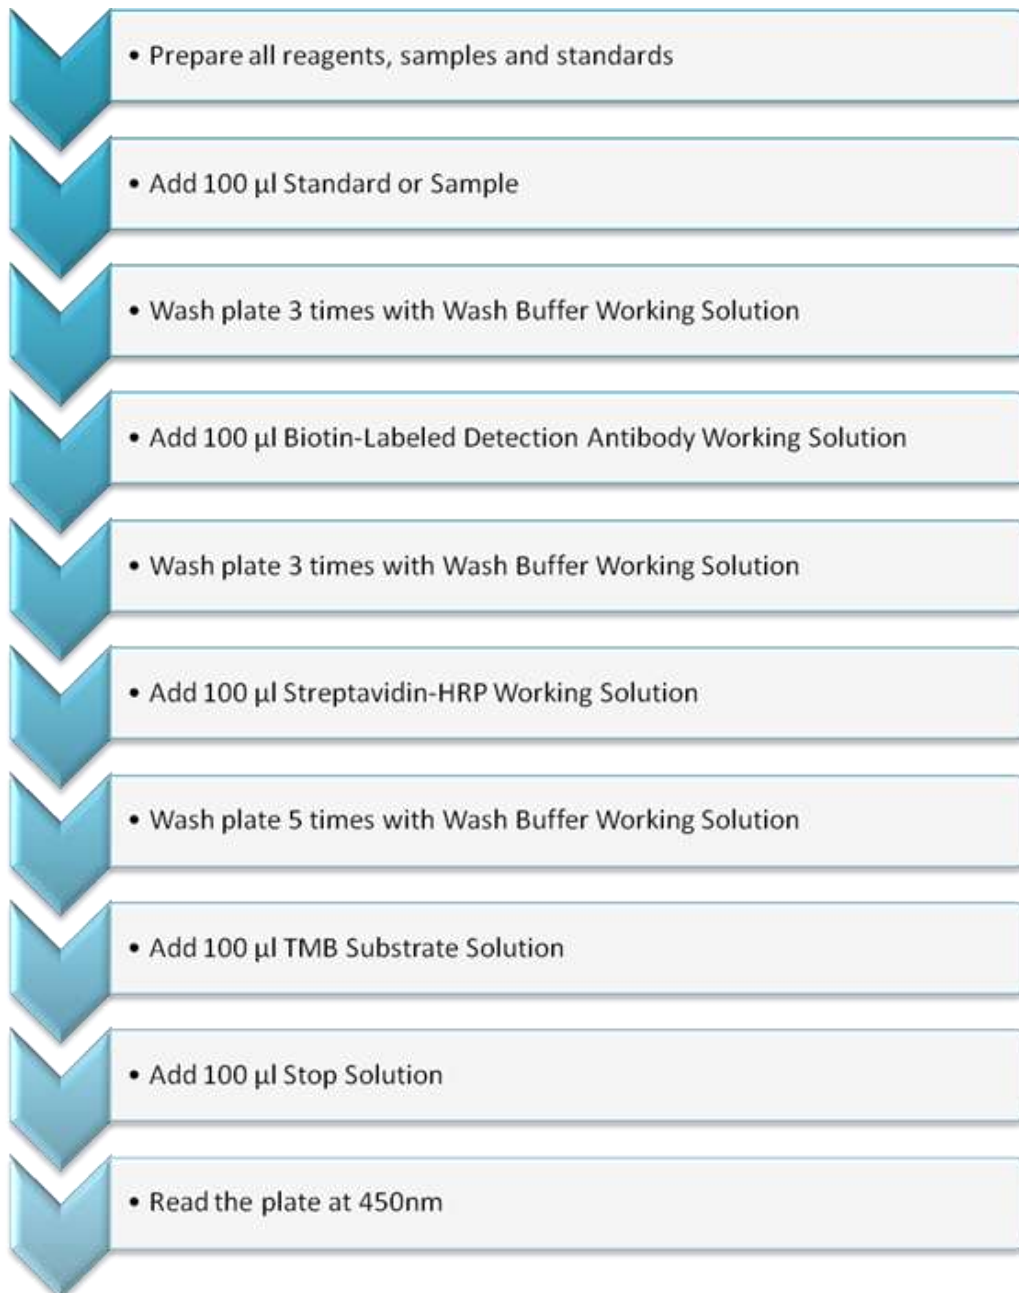 • Prepare all reagents, samples and standards
• Add 100 µl Standard or Sample
• Wash plate 3 times with Wash Buffer Working Solution
• Add 100 µl Biotin-Labeled Detection Antibody Working Solution
• Wash plate 3 times with Wash Buffer Working Solution
• Add 100 µl Streptavidin-HRP Working Solution
• Wash plate 5 times with Wash Buffer Working Solution
• Add 100 µl TMB Substrate Solution
• Add 100 µl Stop Solution
• Read the plate at 450nm